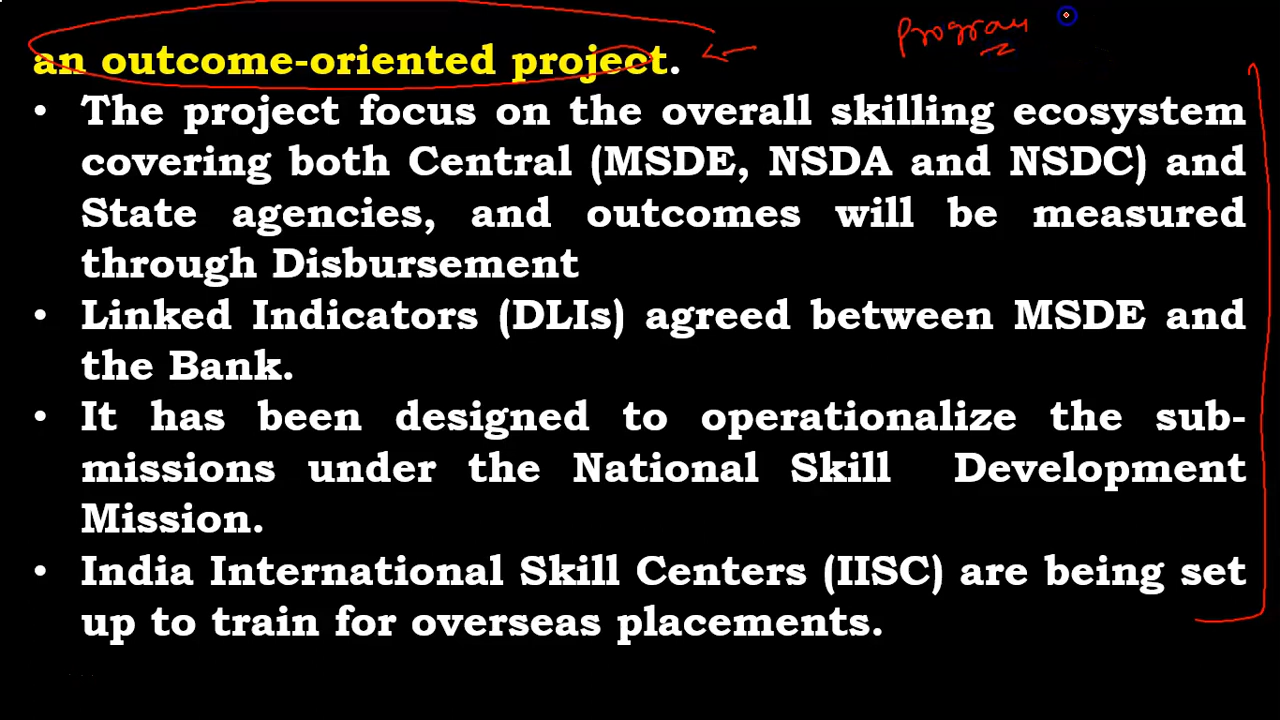 Program
an outcome-oriented project.
• The project focus on the overall skilling ecosystem
covering both Central (MSDE, NSDA and NSDC) and
State agencies, and outcomes will be measured
through Disbursement
• Linked Indicators (DLIs) agreed between MSDE and
the Bank.
• It has been designed to operationalize the sub-
missions under the National Skill Development
Mission.
• India International Skill Centers (IISC) are being set
up to train for overseas placements.